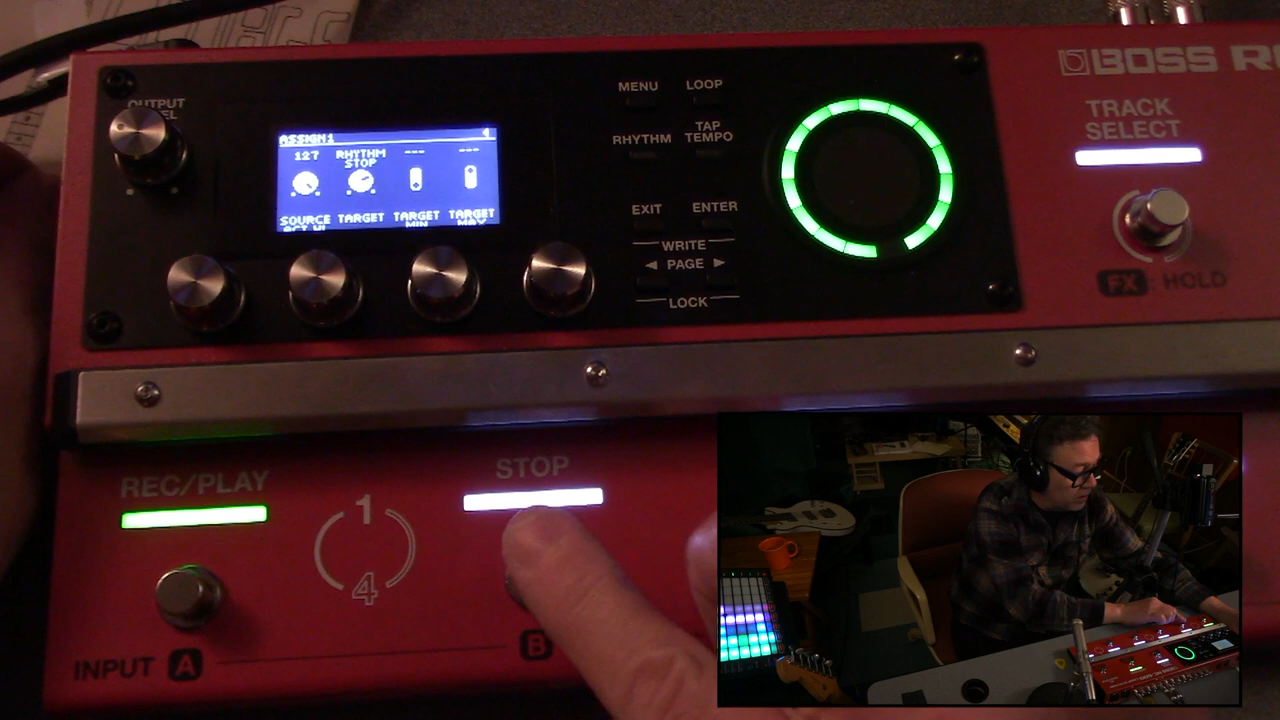 OUTPUT
ASSIGN1
127 RHYTHM STOP --- ---
SOURCE TARGET TARGET TARGET
MENU LOOP
RHYTHM TAP TEMPO
EXIT ENTER
WRITE
◄ PAGE ►
LOCK
BOSS
TRACK
SELECT
FX : HOLD
REC/PLAY
STOP
1
4
INPUT A
B